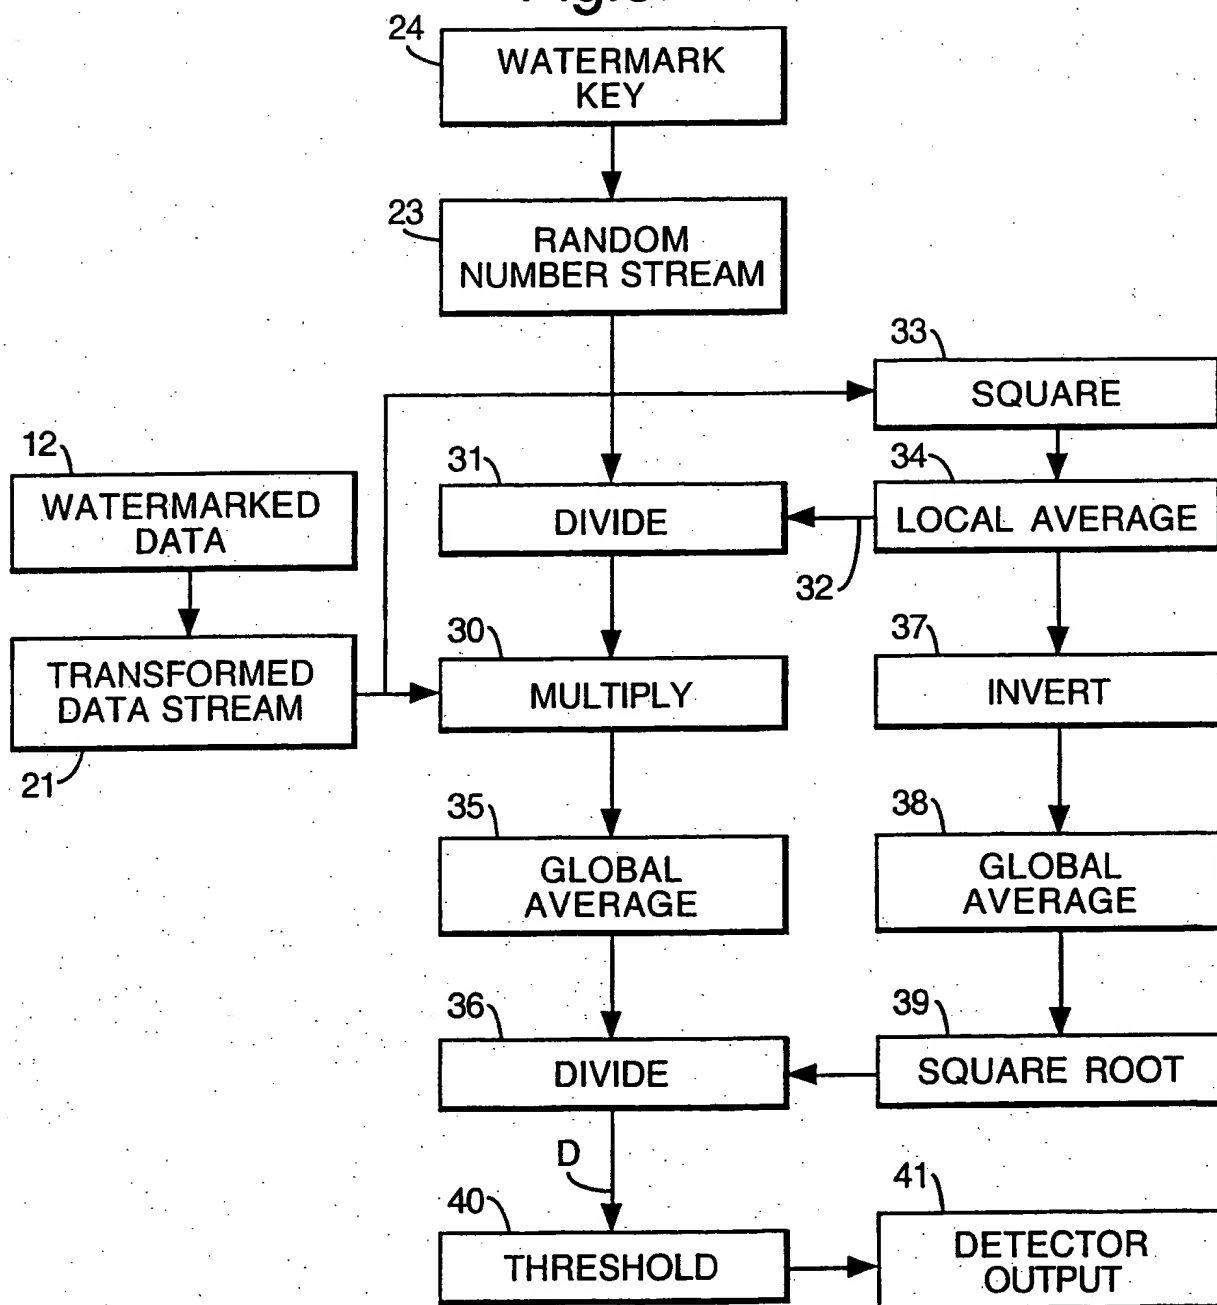 24
WATERMARK
KEY
23
RANDOM
NUMBER STREAM
33
SQUARE
12
WATERMARKED
DATA
31
DIVIDE
34
LOCAL AVERAGE
32
TRANSFORMED
DATA STREAM
21
30
MULTIPLY
37
INVERT
35
GLOBAL
AVERAGE
38
GLOBAL
AVERAGE
36
DIVIDE
39
SQUARE ROOT
D
40
THRESHOLD
41
DETECTOR
OUTPUT